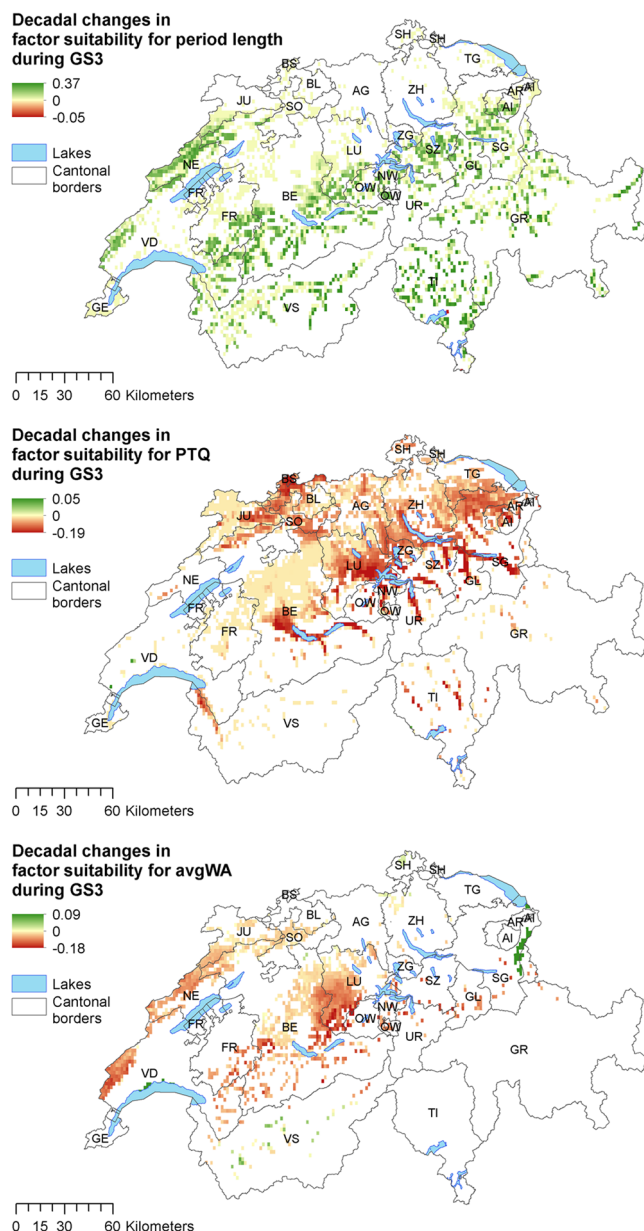 Decadal changes in
factor suitability for period length
during GS3
0.37
0
-0.05
Lakes
Cantonal
borders
SH
SH
TG
BS
BL
AG
ZH
AR
AI
AI
JU
SO
ZG
LU
SZ
SG
NE
NW
GL
FR
BE
OW
OW
UR
FR
GR
VD
TI
VS
GE
0 15 30 60 Kilometers
Decadal changes in
factor suitability for PTQ
during GS3
0.05
0
-0.19
Lakes
Cantonal
borders
SH
SH
TG
BS
BL
AG
ZH
AR
AI
AI
JU
SO
ZG
LU
SZ
SG
NE
NW
GL
FR
BE
OW
OW
UR
FR
GR
VD
TI
VS
GE
0 15 30 60 Kilometers
Decadal changes in
factor suitability for avgWA
during GS3
0.09
0
-0.18
Lakes
Cantonal
borders
SH
SH
TG
BS
BL
AG
ZH
AR
AI
AI
JU
SO
ZG
LU
SZ
SG
NE
NW
GL
FR
BE
OW
OW
UR
FR
GR
VD
TI
VS
GE
0 15 30 60 Kilometers